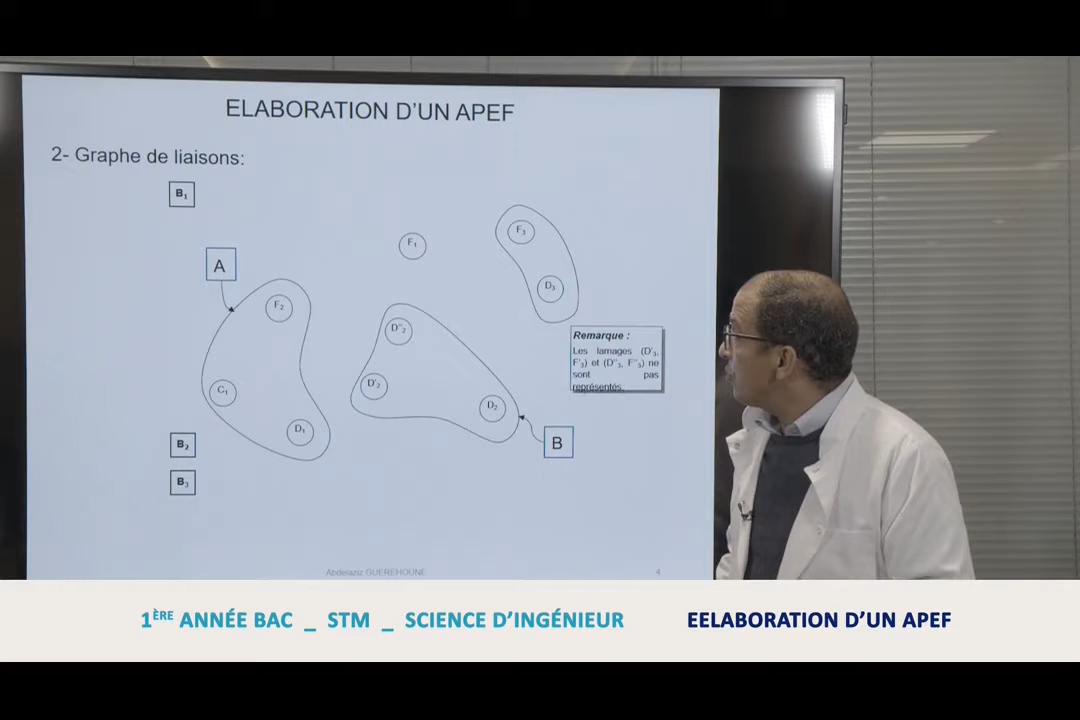 ELABORATION D'UN APEF
2- Graphe de liaisons:
B₁
A
F₁
F₃
D₃
F₂
D''₂
D'₂
D₂
C₁
D₁
B
B₂
B₃
Remarque :
Les lamages (D'₃,
F'₃) et (D''₃, F''₃) ne
sont pas
représentés.
Abdelaziz GUEREHOUNE
4
1ÈRE ANNÉE BAC _ STM _ SCIENCE D'INGÉNIEUR
EELABORATION D'UN APEF